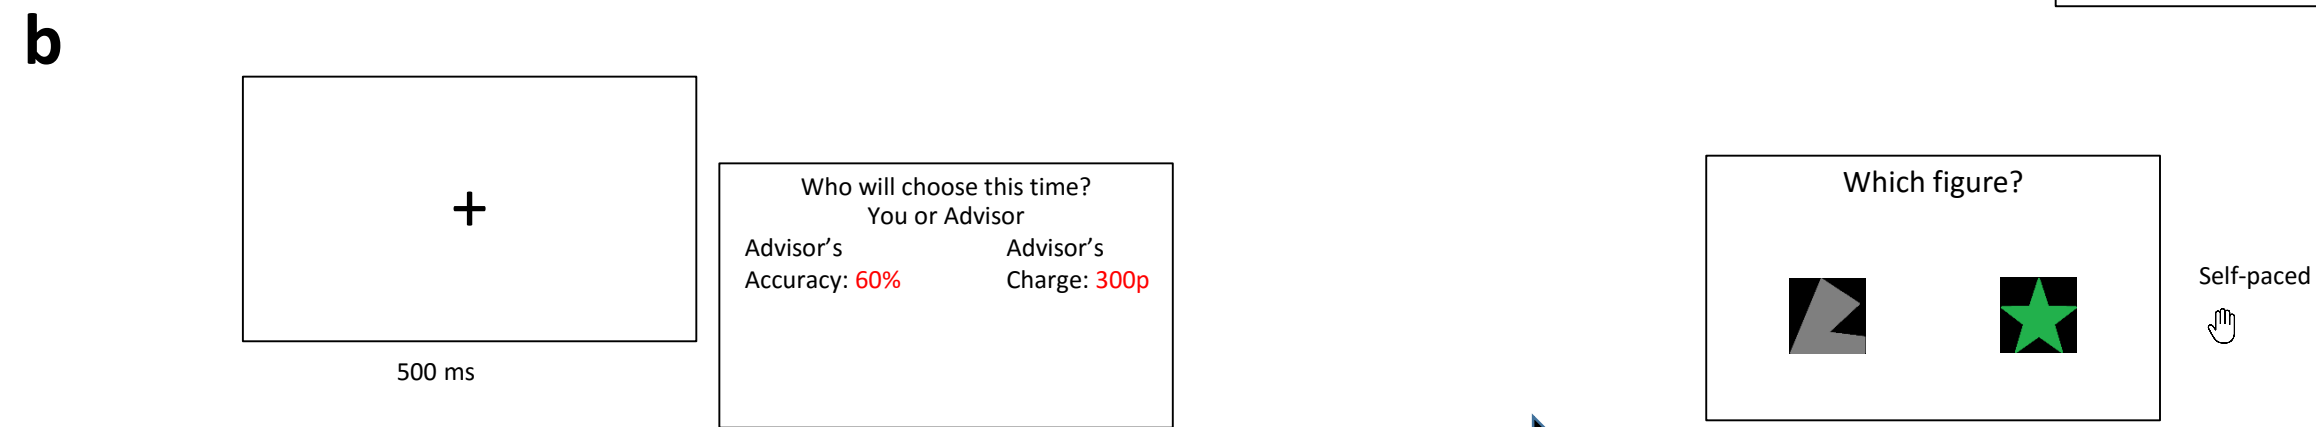 b
+
500 ms
Who will choose this time?
You or Advisor
Advisor's Advisor's
Accuracy: 60% Charge: 300p
Which figure?
Self-paced